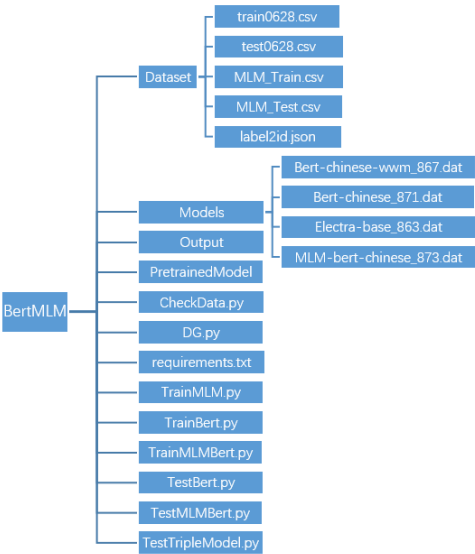 BertMLM
Dataset
train0628.csv
test0628.csv
MLM_Train.csv
MLM_Test.csv
label2id.json
Models
Bert-chinese-wwm_867.dat
Bert-chinese_871.dat
Electra-base_863.dat
MLM-bert-chinese_873.dat
Output
PretrainedModel
CheckData.py
DG.py
requirements.txt
TrainMLM.py
TrainBert.py
TrainMLMBert.py
TestBert.py
TestMLMBert.py
TestTripleModel.py